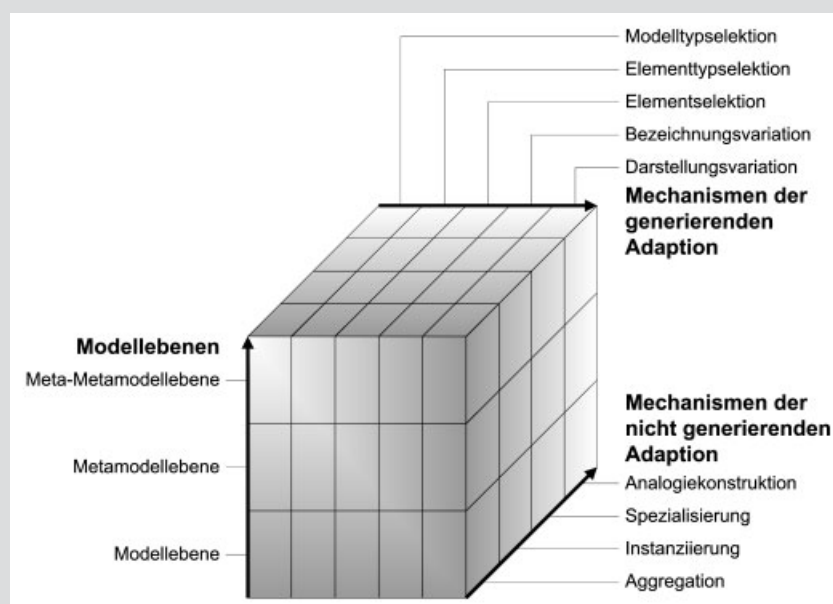 Modelltypselektion
Elementtypselektion
Elementselektion
Bezeichnungsvariation
Darstellungsvariation
Mechanismen der
generierenden
Adaption
Modellebenen
Meta-Metamodellebene
Metamodellebene
Modellebene
Mechanismen der
nicht generierenden
Adaption
Analogiekonstruktion
Spezialisierung
Instanziierung
Aggregation